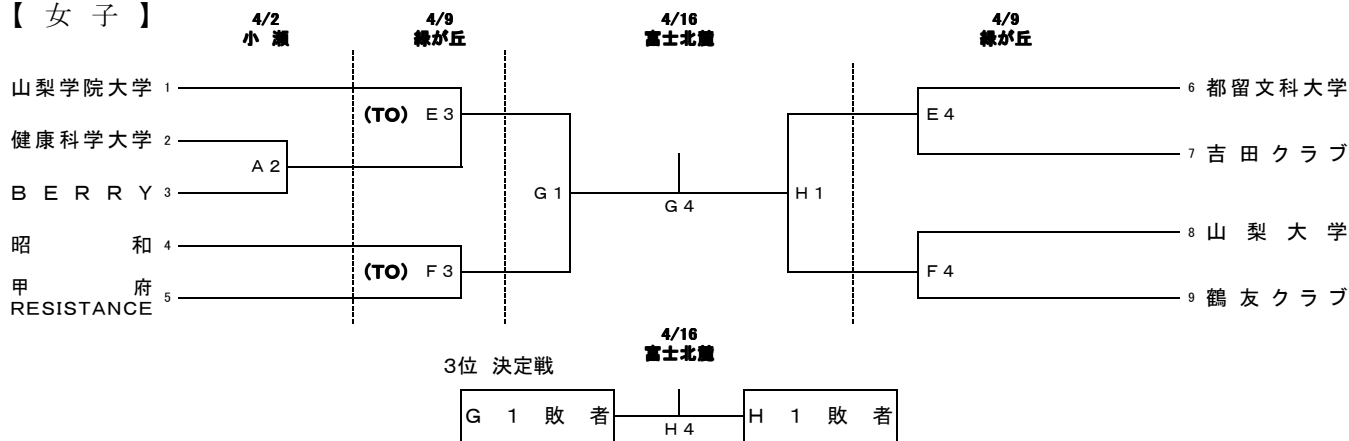 【 女 子 】
4/2 4/9 4/16 4/9
小 瀬 緑が丘 富士北麓 緑が丘
山梨学院大学 1
6 都留文科大学
(TO) E3
E4
健康科学大学 2
A2
7 吉田クラブ
BERRY 3
G1
G4
H1
昭 和 4
8 山 梨 大 学
(TO) F3
F4
甲 府
RESISTANCE 5
9 鶴友クラブ
4/16
富士北麓
3位 決定戦
G 1 敗 者
H4
H 1 敗 者